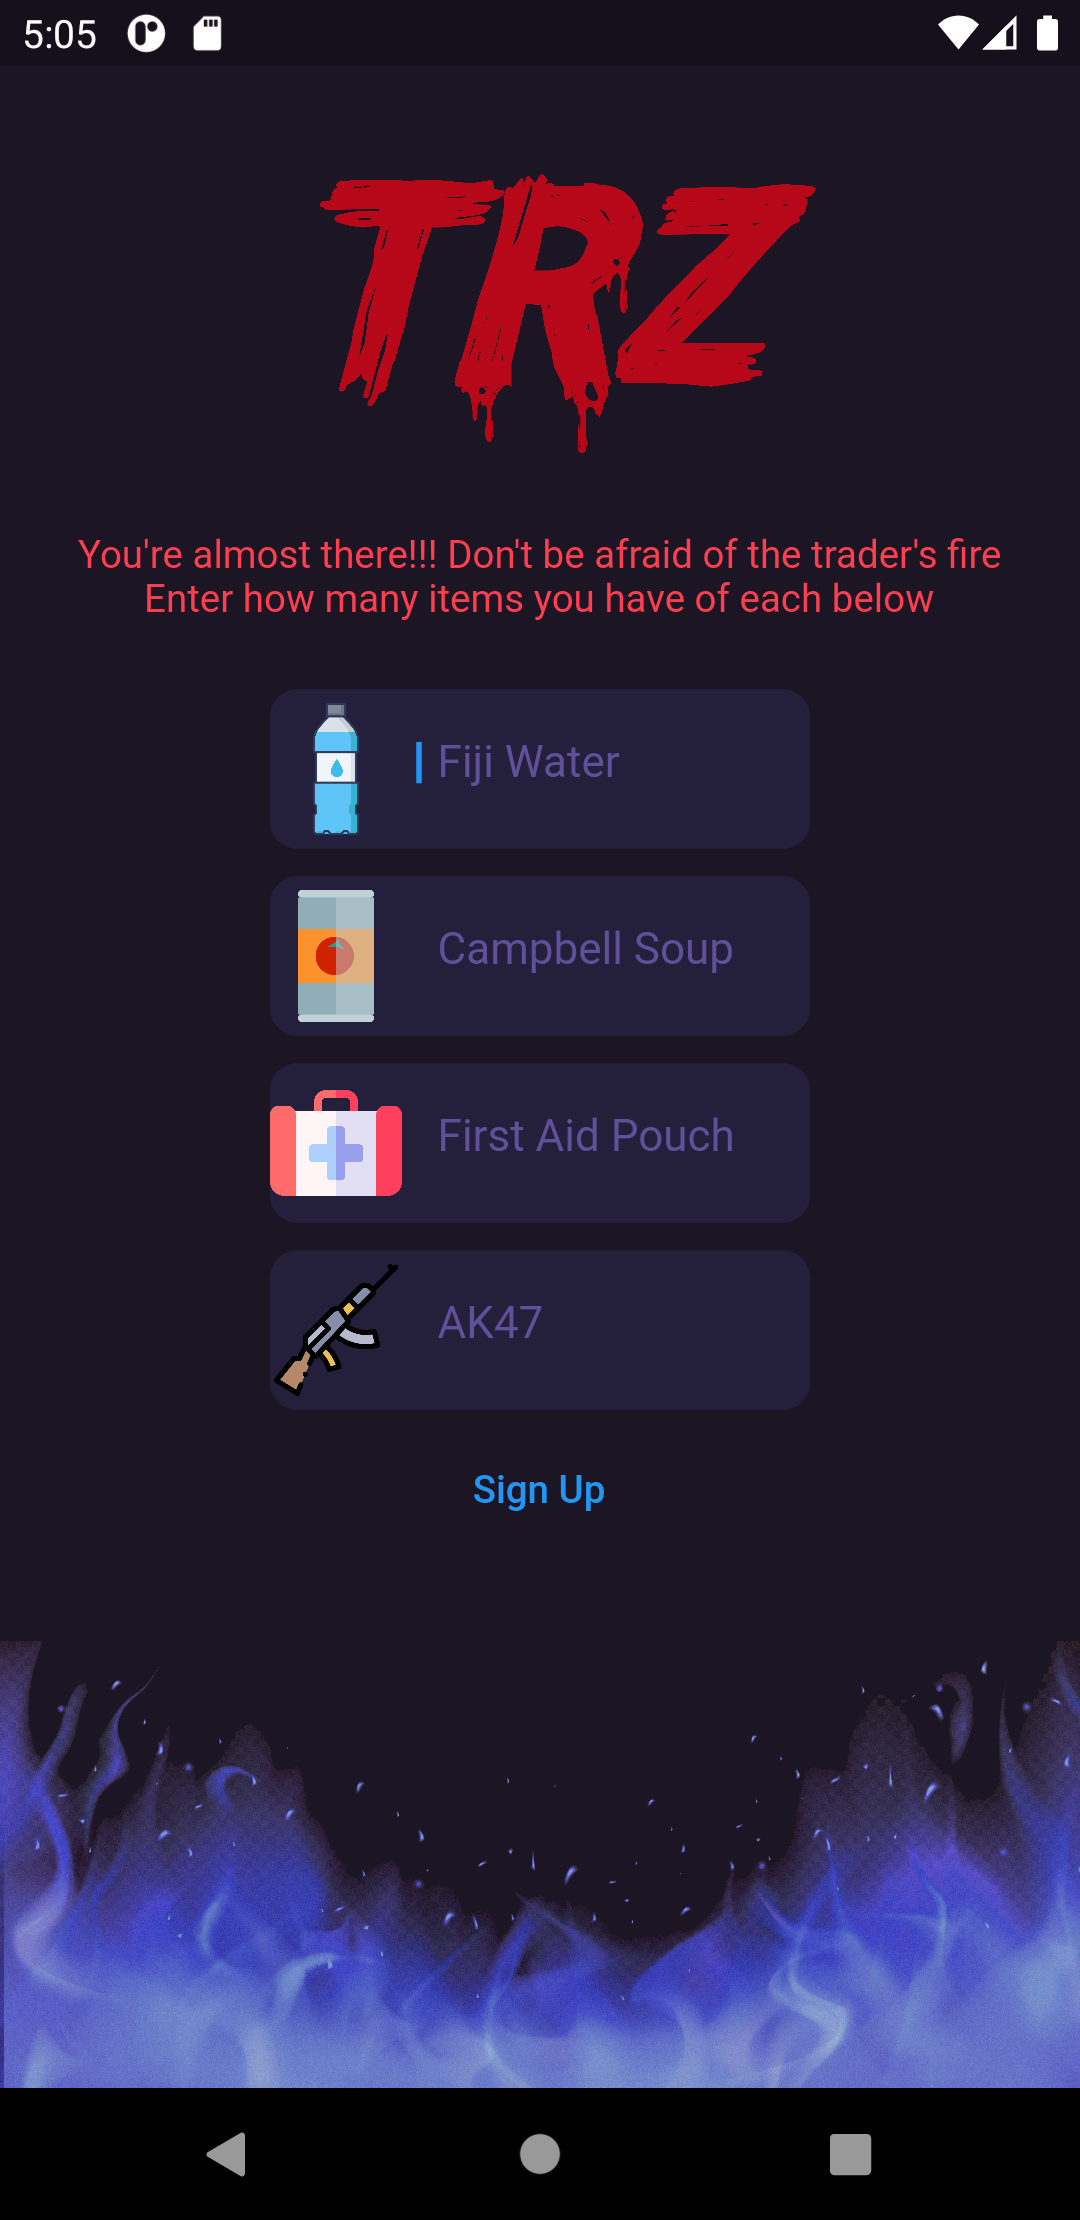 5:05
TRZ
You're almost there!!! Don't be afraid of the trader's fire
Enter how many items you have of each below
Fiji Water
Campbell Soup
First Aid Pouch
AK47
Sign Up